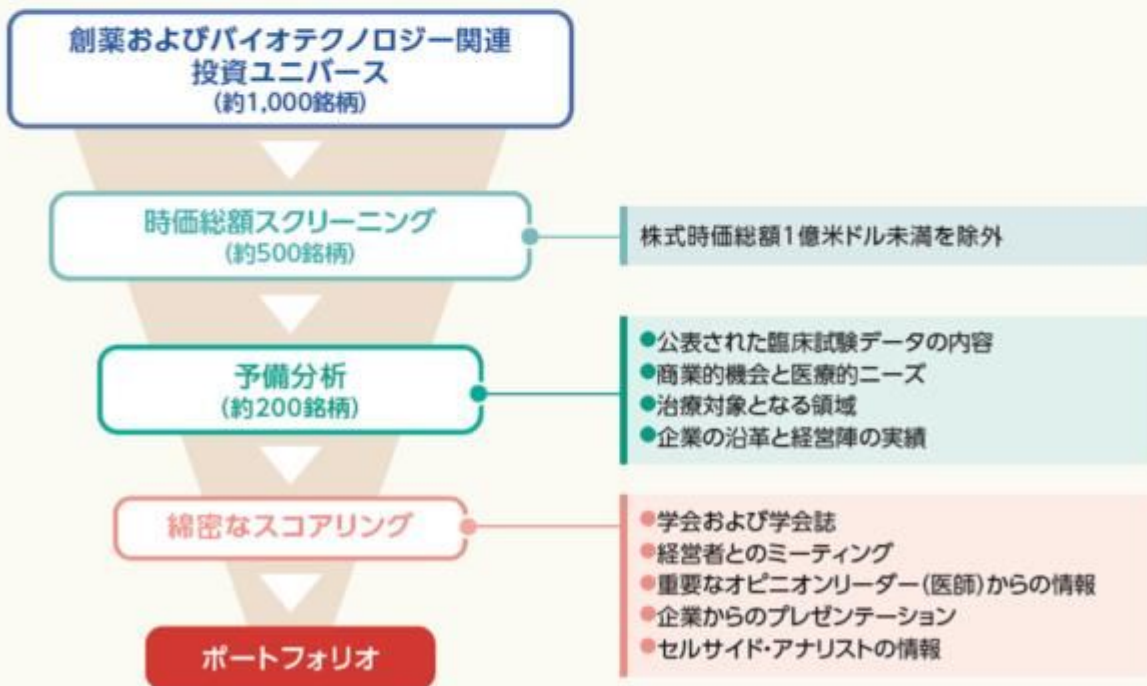 創薬およびバイオテクノロジー関連
投資ユニバース
(約1,000銘柄)
時価総額スクリーニング
(約500銘柄)
株式時価総額1億米ドル未満を除外
予備分析
(約200銘柄)
●公表された臨床試験データの内容
●商業的機会と医療的ニーズ
●治療対象となる領域
●企業の沿革と経営陣の実績
綿密なスコアリング
●学会および学会誌
●経営者とのミーティング
●重要なオピニオンリーダー(医師)からの情報
●企業からのプレゼンテーション
●セルサイド・アナリストの情報
ポートフォリオ